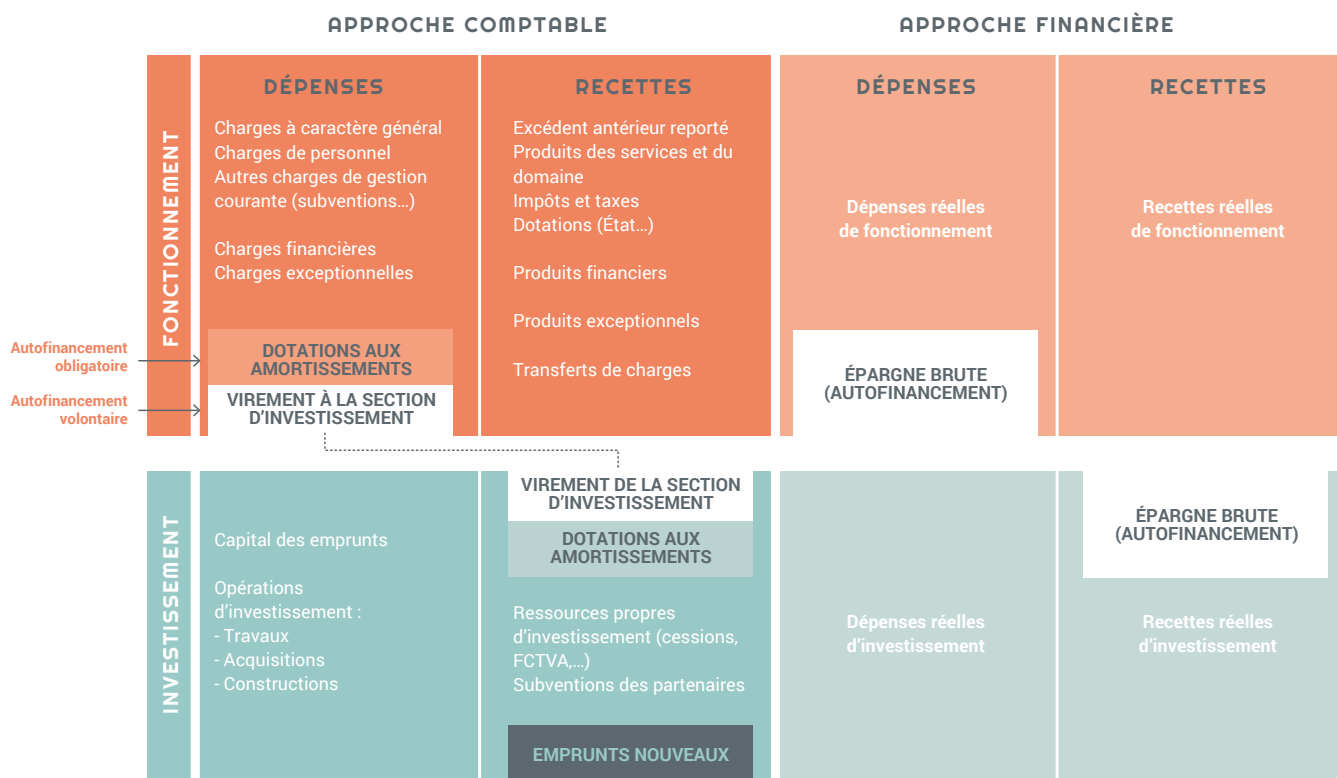 APPROCHE COMPTABLE
APPROCHE FINANCIÈRE
FONCTIONNEMENT
DÉPENSES
Charges à caractère général
Charges de personnel
Autres charges de gestion
courante (subventions…)
Charges financières
Charges exceptionnelles
Autofinancement
obligatoire
DOTATIONS AUX
AMORTISSEMENTS
Autofinancement
volontaire
VIREMENT À LA SECTION
D'INVESTISSEMENT
RECETTES
Excédent antérieur reporté
Produits des services et du
domaine
Impôts et taxes
Dotations (État…)
Produits financiers
Produits exceptionnels
Transferts de charges
DÉPENSES
Dépenses réelles
de fonctionnement
ÉPARGNE BRUTE
(AUTOFINANCEMENT)
RECETTES
Recettes réelles
de fonctionnement
INVESTISSEMENT
Capital des emprunts
Opérations
d'investissement :
- Travaux
- Acquisitions
- Constructions
VIREMENT DE LA SECTION
D'INVESTISSEMENT
DOTATIONS AUX
AMORTISSEMENTS
Ressources propres
d'investissement (cessions,
FCTVA,…)
Subventions des partenaires
EMPRUNTS NOUVEAUX
Dépenses réelles
d'investissement
ÉPARGNE BRUTE
(AUTOFINANCEMENT)
Recettes réelles
d'investissement